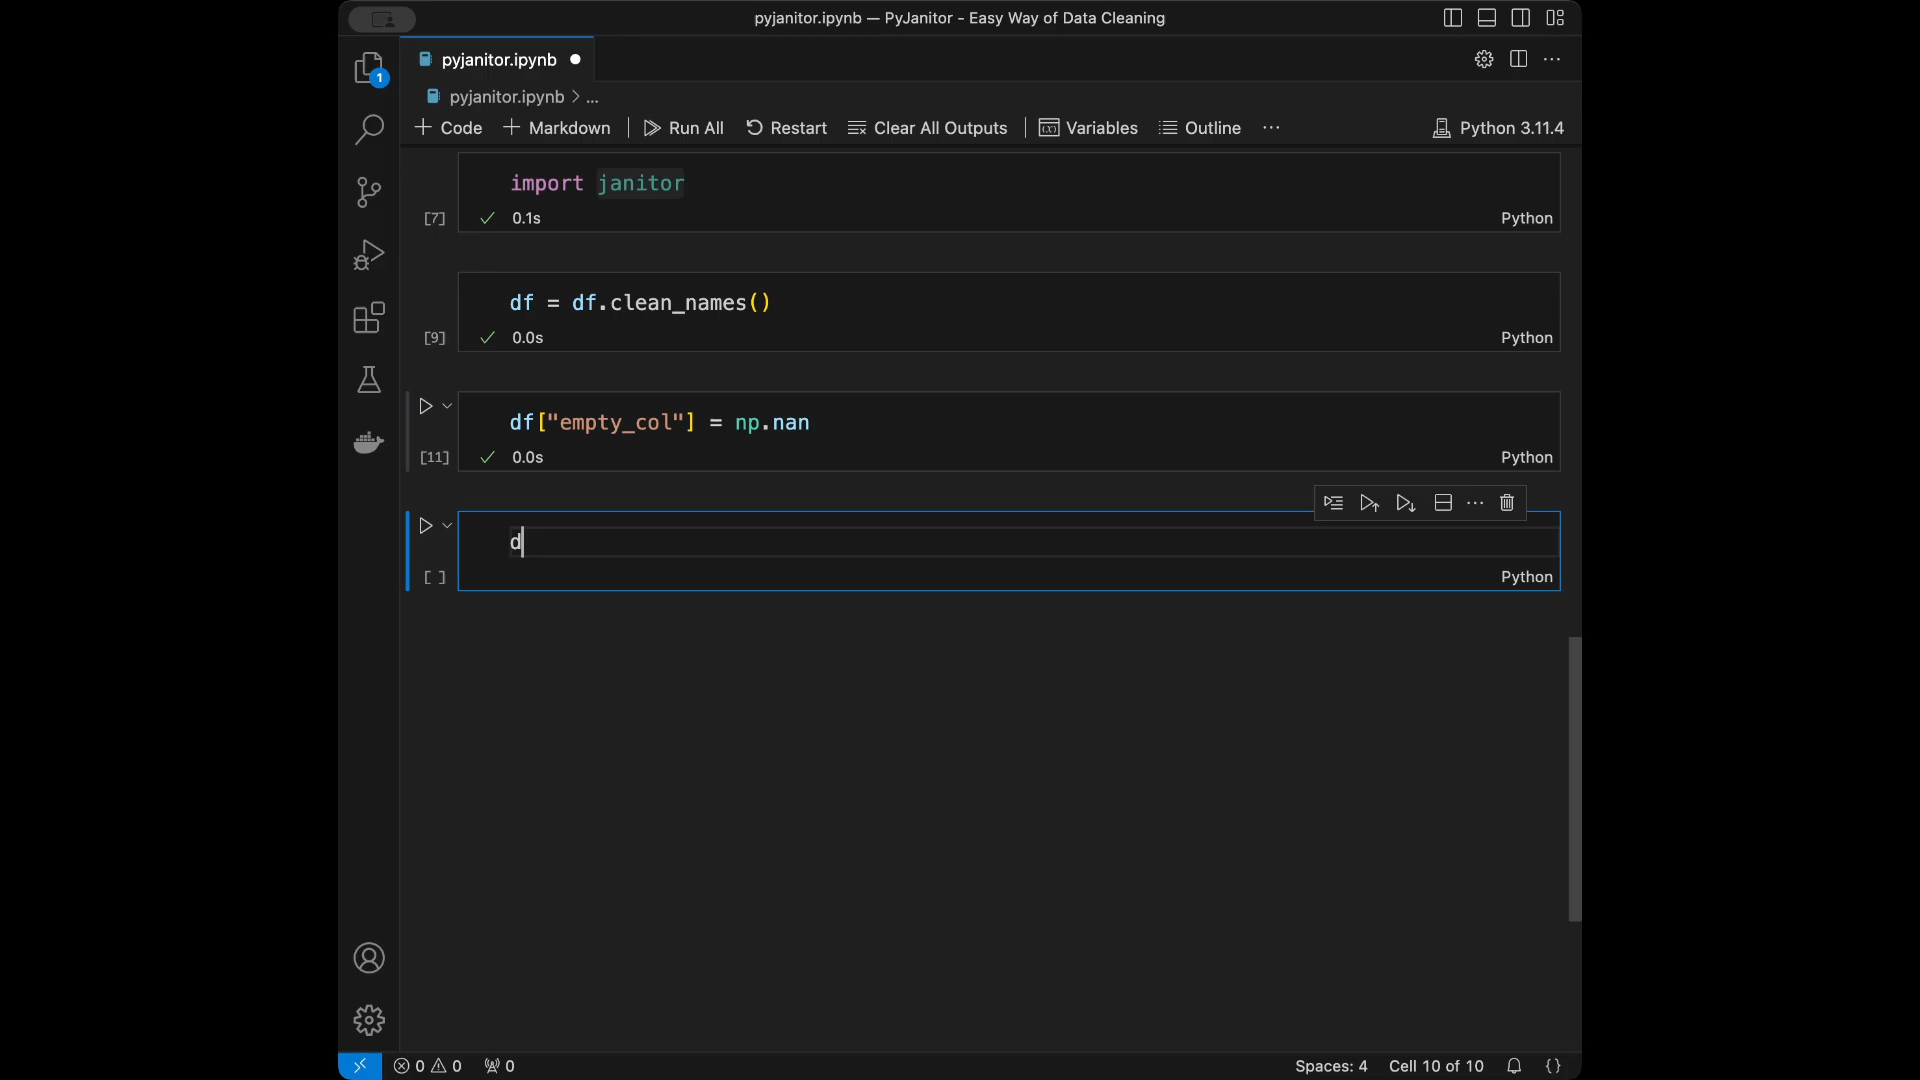 pyjanitor.ipynb — PyJanitor - Easy Way of Data Cleaning
pyjanitor.ipynb
1
pyjanitor.ipynb > ...
Code Markdown Run All Restart Clear All Outputs Variables Outline ... Python 3.11.4
import janitor
[7] 0.1s Python
df = df.clean_names()
[9] 0.0s Python
df["empty_col"] = np.nan
[11] 0.0s Python
d
[ ] Python
0 0 0 Spaces: 4 Cell 10 of 10 {}